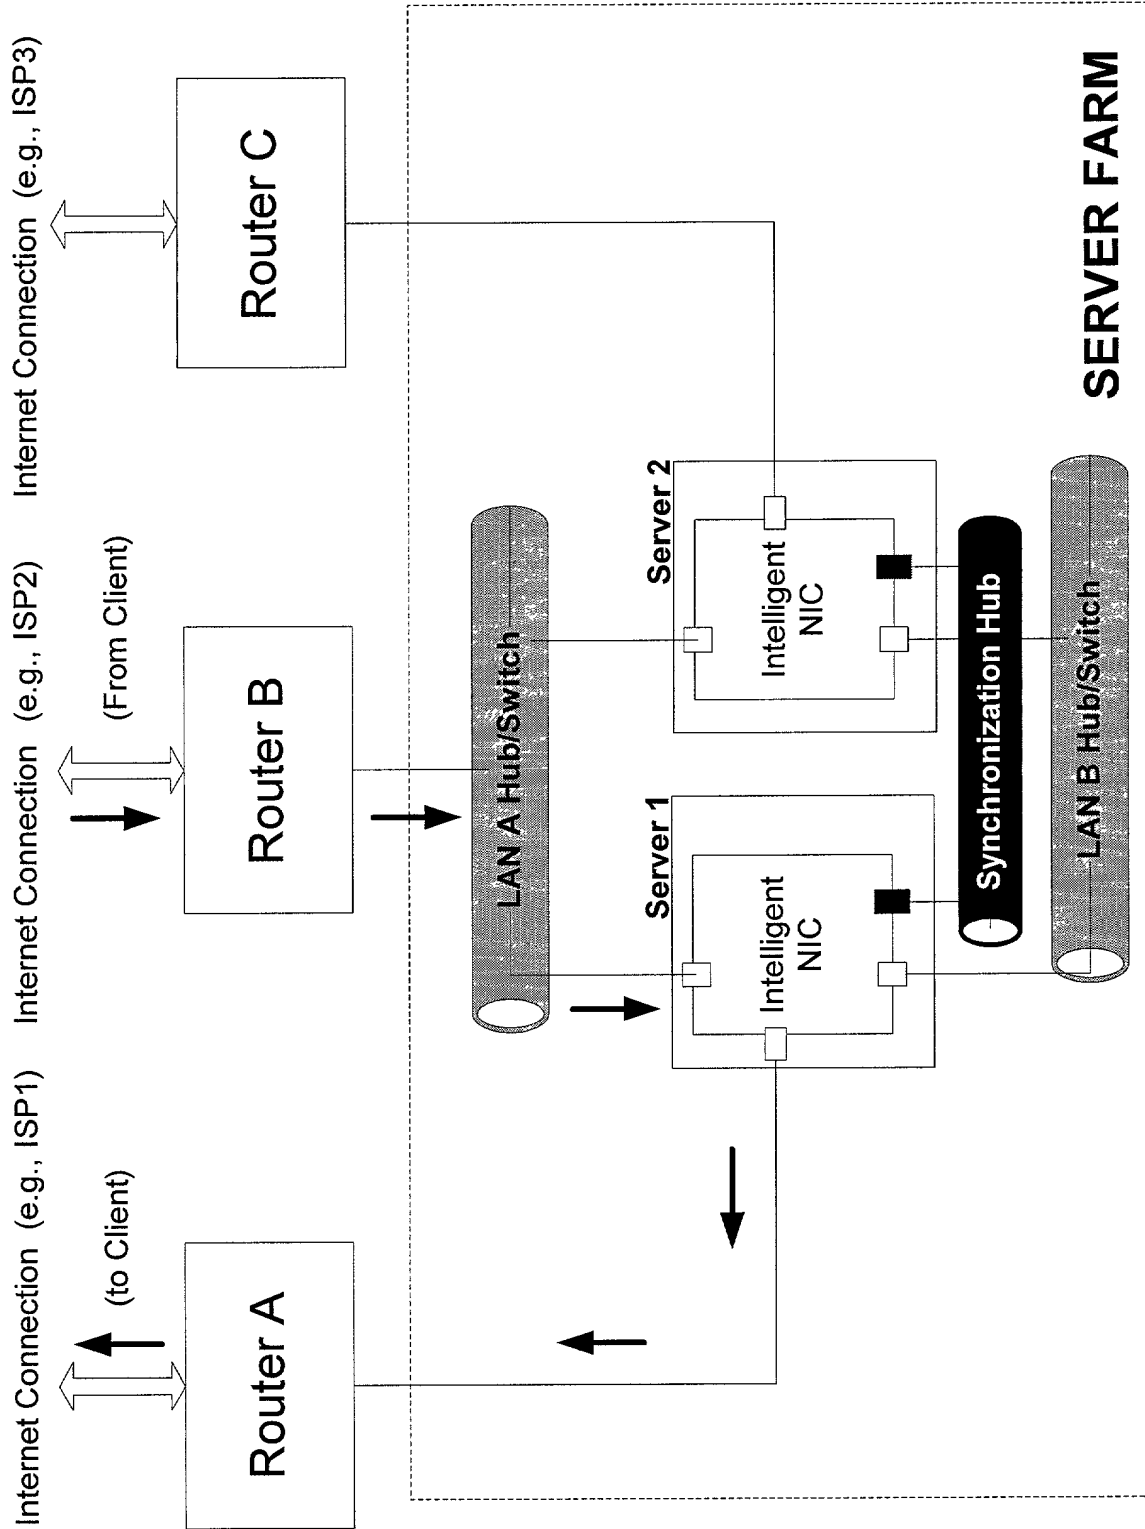 Internet Connection (e.g., ISP1)
Internet Connection (e.g., ISP2)
Internet Connection (e.g., ISP3)
(to Client)
(From Client)
Router A
Router B
Router C
LAN A Hub/Switch
Server 1
Server 2
Intelligent
NIC
Intelligent
NIC
Synchronization Hub
LAN B Hub/Switch
SERVER FARM